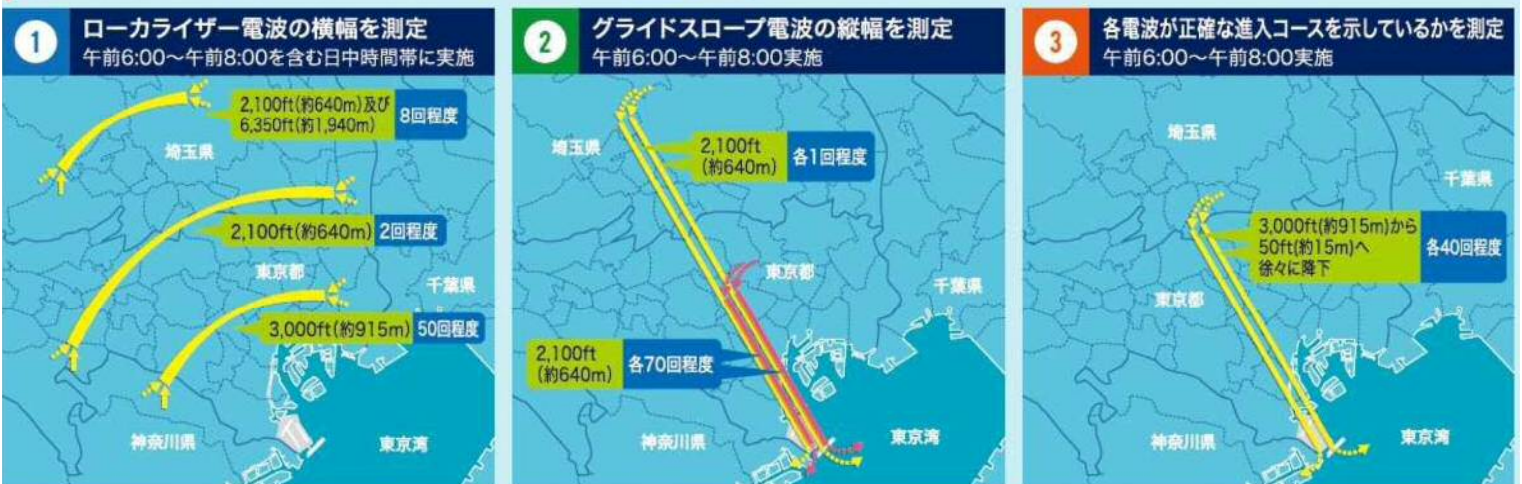 1
ローカライザー電波の横幅を測定
午前6:00～午前8:00を含む日中時間帯に実施
2,100ft(約640m)及び
6,350ft(約1,940m)
8回程度
埼玉県
2,100ft(約640m)
2回程度
東京都
千葉県
3,000ft(約915m)
50回程度
神奈川県
東京湾
2
グライドスロープ電波の縦幅を測定
午前6:00～午前8:00実施
埼玉県
2,100ft
(約640m)
各1回程度
東京都
千葉県
2,100ft
(約640m)
各70回程度
神奈川県
東京湾
3
各電波が正確な進入コースを示しているかを測定
午前6:00～午前8:00実施
埼玉県
千葉県
3,000ft(約915m)から
50ft(約15m)へ
徐々に降下
各40回程度
東京都
神奈川県
東京湾